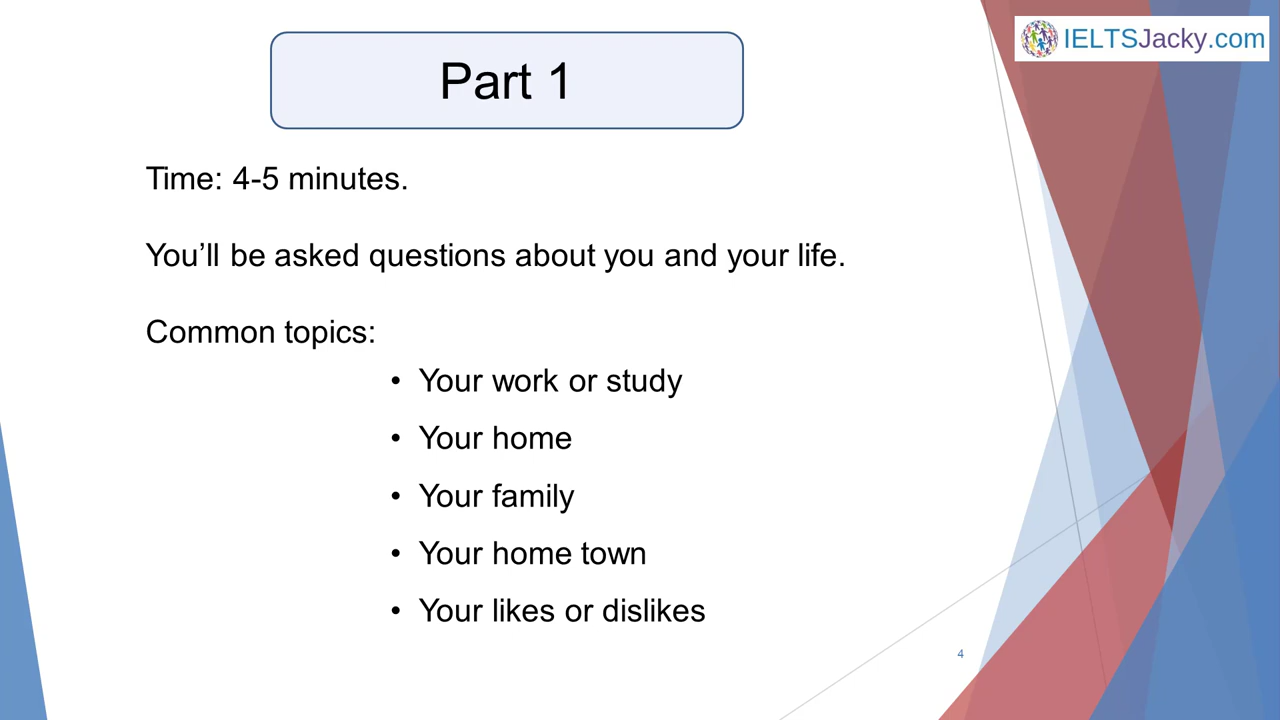 IELTSJacky.com
Part 1
Time: 4-5 minutes.
You’ll be asked questions about you and your life.
Common topics:
• Your work or study
• Your home
• Your family
• Your home town
• Your likes or dislikes
4